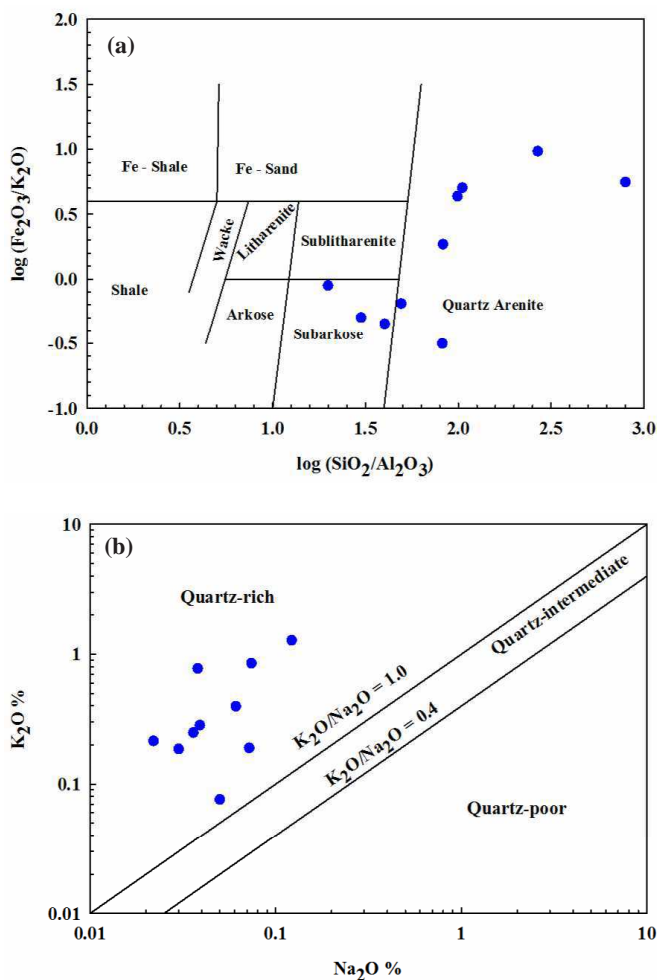 (a)
2.0
1.5
1.0
0.5
0.0
-0.5
-1.0
log (Fe₂O₃/K₂O)
Fe - Shale
Fe - Sand
Wacke
Litharenite
Sublitharenite
Shale
Arkose
Subarkose
Quartz Arenite
0.0 0.5 1.0 1.5 2.0 2.5 3.0
log (SiO₂/Al₂O₃)
(b)
10
1
0.1
0.01
K₂O %
Quartz-rich
Quartz-intermediate
K₂O/Na₂O = 1.0
K₂O/Na₂O = 0.4
Quartz-poor
0.01 0.1 1 10
Na₂O %